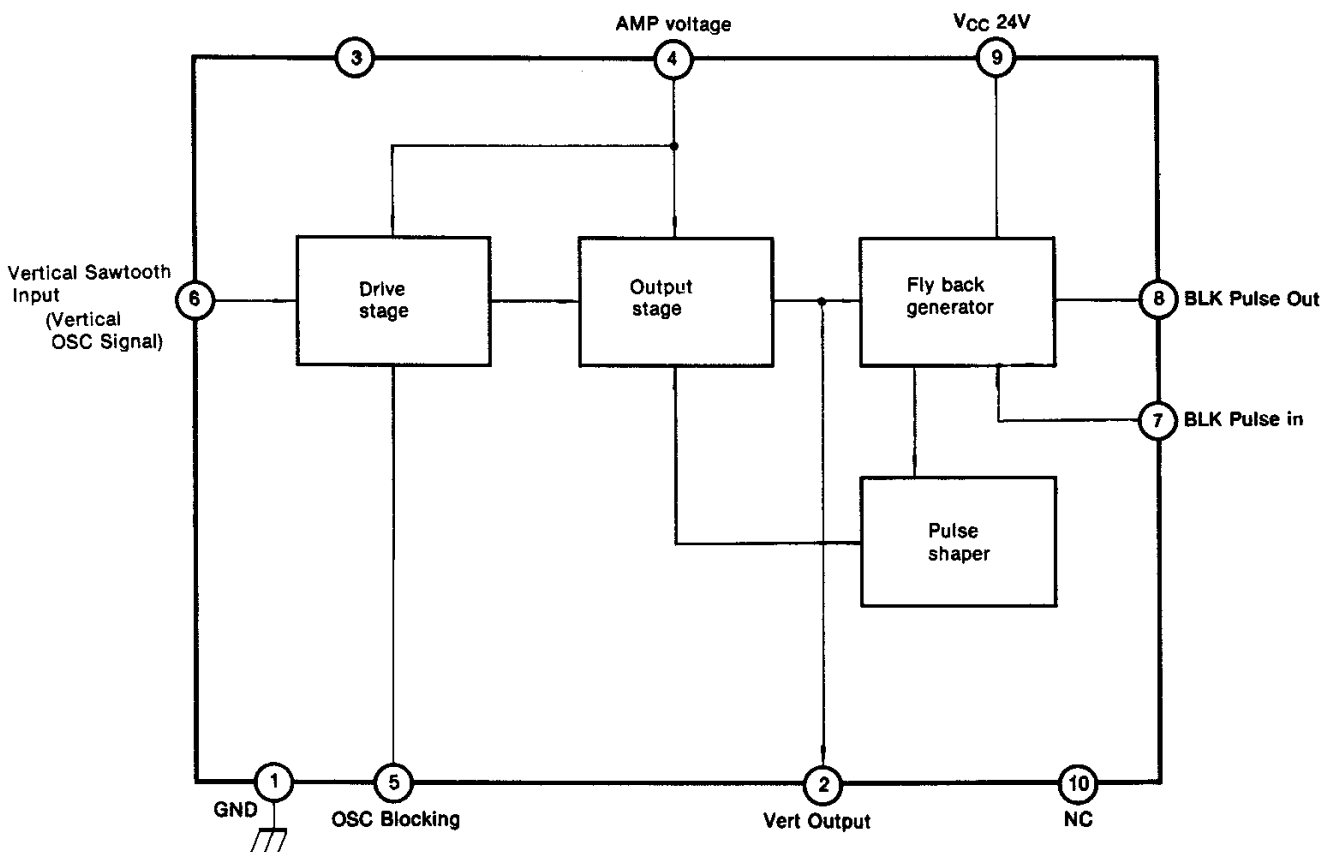 AMP voltage
VCC 24V
3
4
9
Vertical Sawtooth
Input
(Vertical
OSC Signal)
6
Drive
stage
Output
stage
Fly back
generator
8
BLK Pulse Out
7
BLK Pulse in
Pulse
shaper
1
GND
5
OSC Blocking
2
Vert Output
10
NC